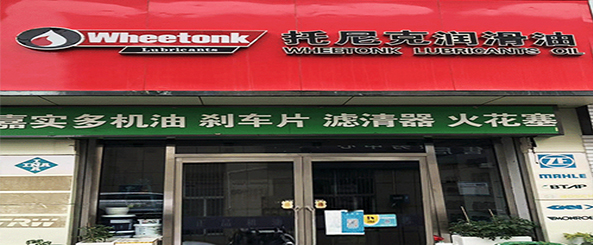 Wheetonk
Lubricants
托尼克润滑油
WHEETONK LUBRICANTS OIL
嘉实多机油 刹车片 滤清器 火花塞
INA
TRW
ZF
MAHLE
BTAP
MONROE